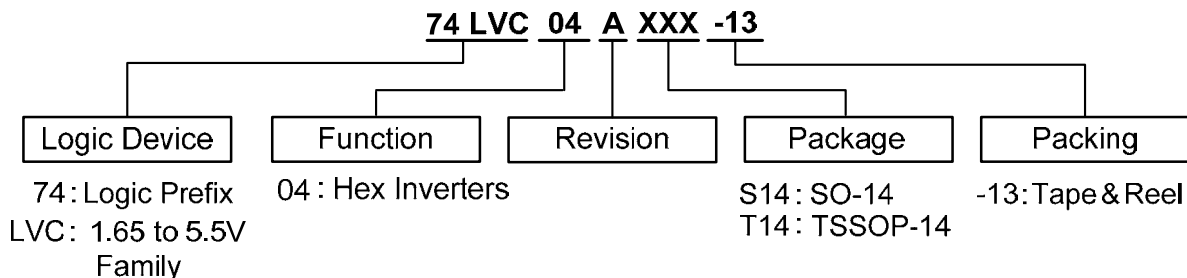 74 LVC 04 A XXX -13
Logic Device
Function
Revision
Package
Packing
74: Logic Prefix
LVC: 1.65 to 5.5V
Family
04: Hex Inverters
S14: SO-14
T14: TSSOP-14
-13: Tape & Reel